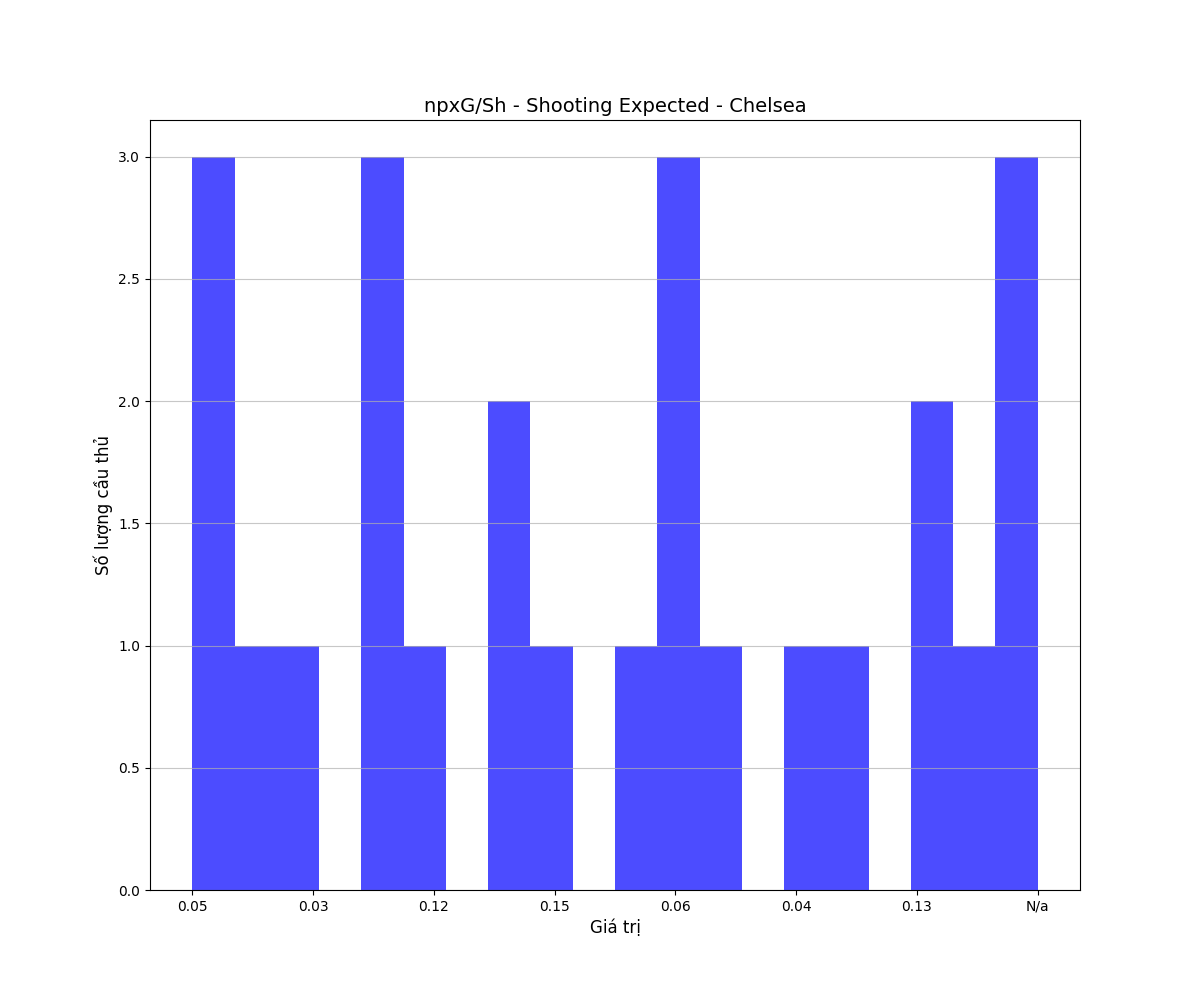 npxG/Sh - Shooting Expected - Chelsea
3.0
2.5
2.0
1.5
1.0
0.5
0.0
Số lượng cầu thủ
0.05 0.03 0.12 0.15 0.06 0.04 0.13 N/a
Giá trị